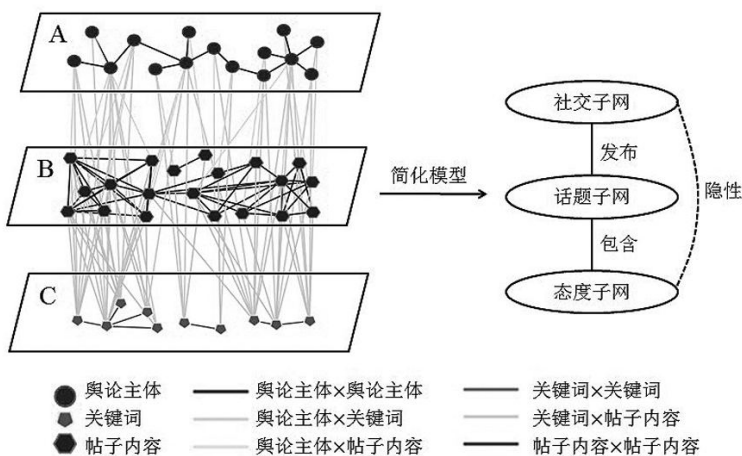 A
B
C
简化模型
社交子网
发布
话题子网
包含
态度子网
隐性
舆论主体 舆论主体×舆论主体 关键词×关键词
关键词 舆论主体×关键词 关键词×帖子内容
帖子内容 舆论主体×帖子内容 帖子内容×帖子内容